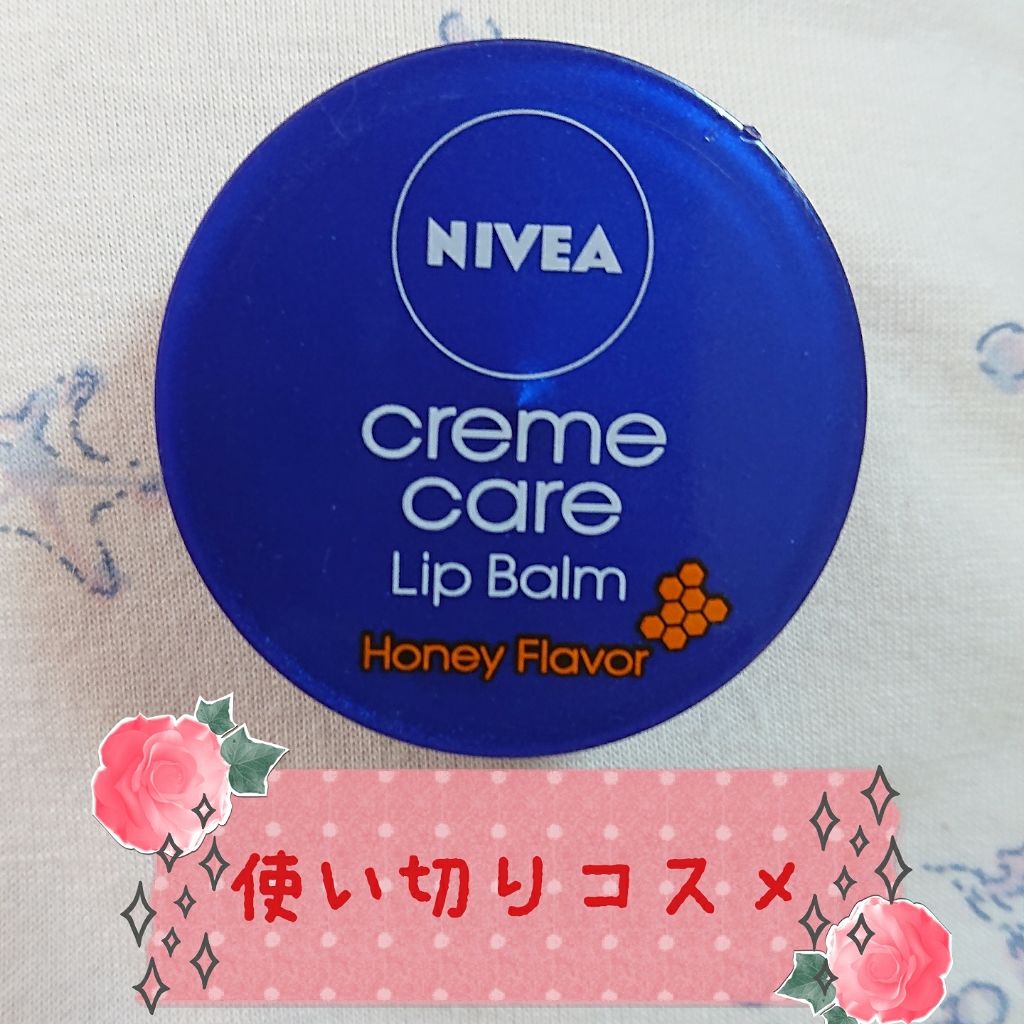 NIVEA
creme
care
Lip Balm
Honey Flavor
使い切りコスメ